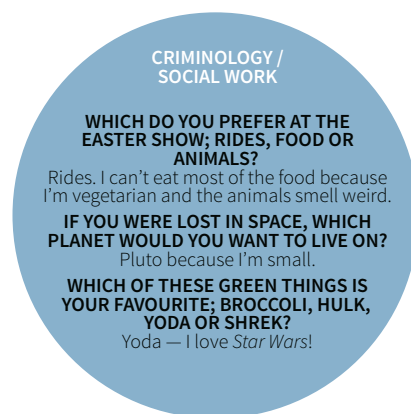 CRIMINOLOGY /
SOCIAL WORK
WHICH DO YOU PREFER AT THE
EASTER SHOW; RIDES, FOOD OR
ANIMALS?
Rides. I can’t eat most of the food because
I’m vegetarian and the animals smell weird.
IF YOU WERE LOST IN SPACE, WHICH
PLANET WOULD YOU WANT TO LIVE ON?
Pluto because I’m small.
WHICH OF THESE GREEN THINGS IS
YOUR FAVOURITE; BROCCOLI, HULK,
YODA OR SHREK?
Yoda — I love Star Wars!